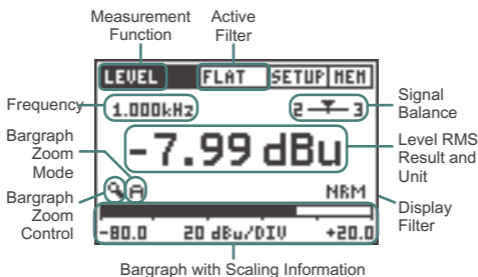 Measurement
Function
Active
Filter
LEVEL FLAT SETUP MEM
Frequency
1.000kHz
2 3
Signal
Balance
Bargraph
Zoom
Mode
-7.99 dBu
Level RMS
Result and
Unit
A
NRM
Bargraph
Zoom
Control
Display
Filter
-80.0 20 dBu/DIV +20.0
Bargraph with Scaling Information